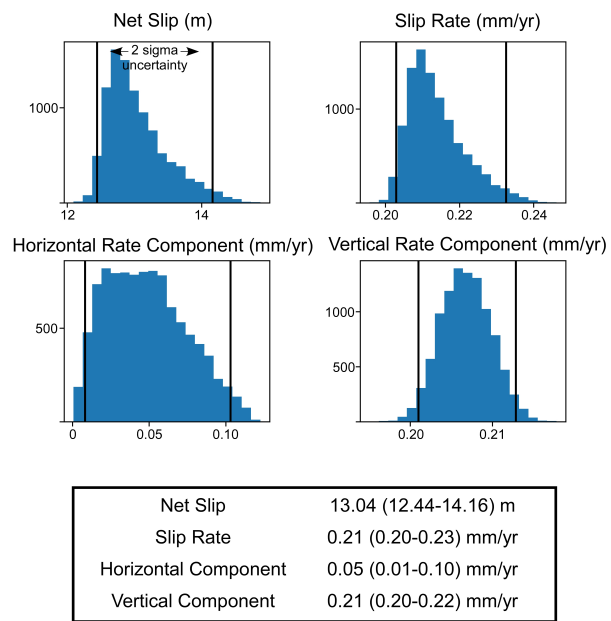 Net Slip (m)
Slip Rate (mm/yr)
2 sigma
uncertainty
1000
12
14
1000
0.20
0.22
0.24
Horizontal Rate Component (mm/yr)
Vertical Rate Component (mm/yr)
500
0
0.05
0.10
1000
500
0.20
0.21
Net Slip 13.04 (12.44-14.16) m
Slip Rate 0.21 (0.20-0.23) mm/yr
Horizontal Component 0.05 (0.01-0.10) mm/yr
Vertical Component 0.21 (0.20-0.22) mm/yr